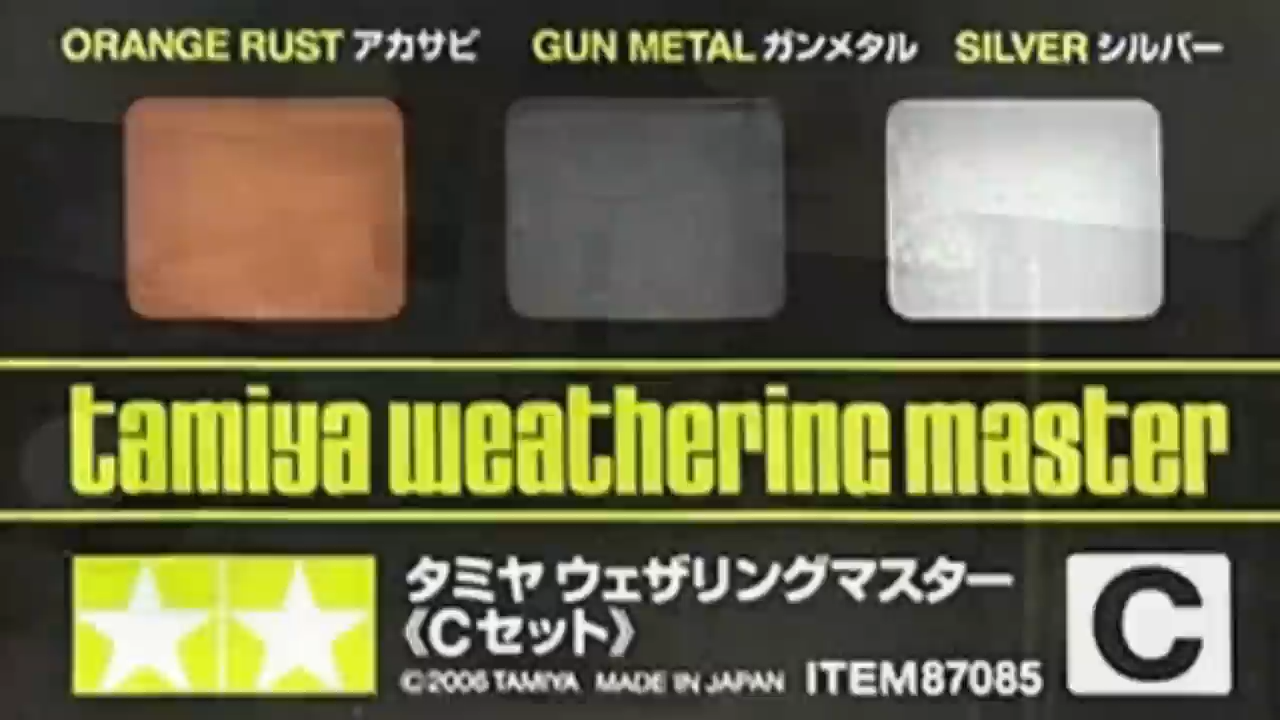 ORANGE RUST アカサビ GUN METAL ガンメタル SILVER シルバー
tamiya weathering master
タミヤ ウェザリングマスター
《Cセット》
©2006 TAMIYA MADE IN JAPAN ITEM87085
C